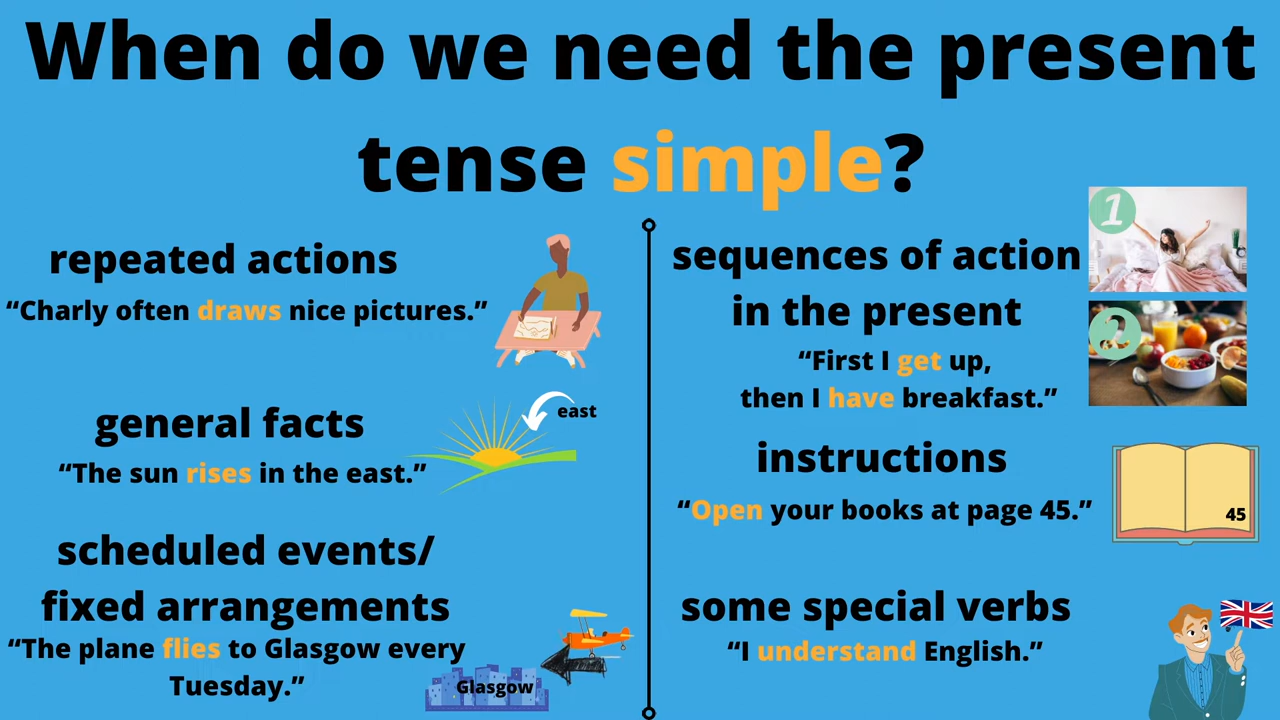 When do we need the present
tense simple?
repeated actions
“Charly often draws nice pictures.”
general facts
“The sun rises in the east.”
east
scheduled events/
fixed arrangements
“The plane flies to Glasgow every
Tuesday.”
Glasgow
sequences of action
in the present
“First I get up,
then I have breakfast.”
1
2
instructions
“Open your books at page 45.”
45
some special verbs
“I understand English.”